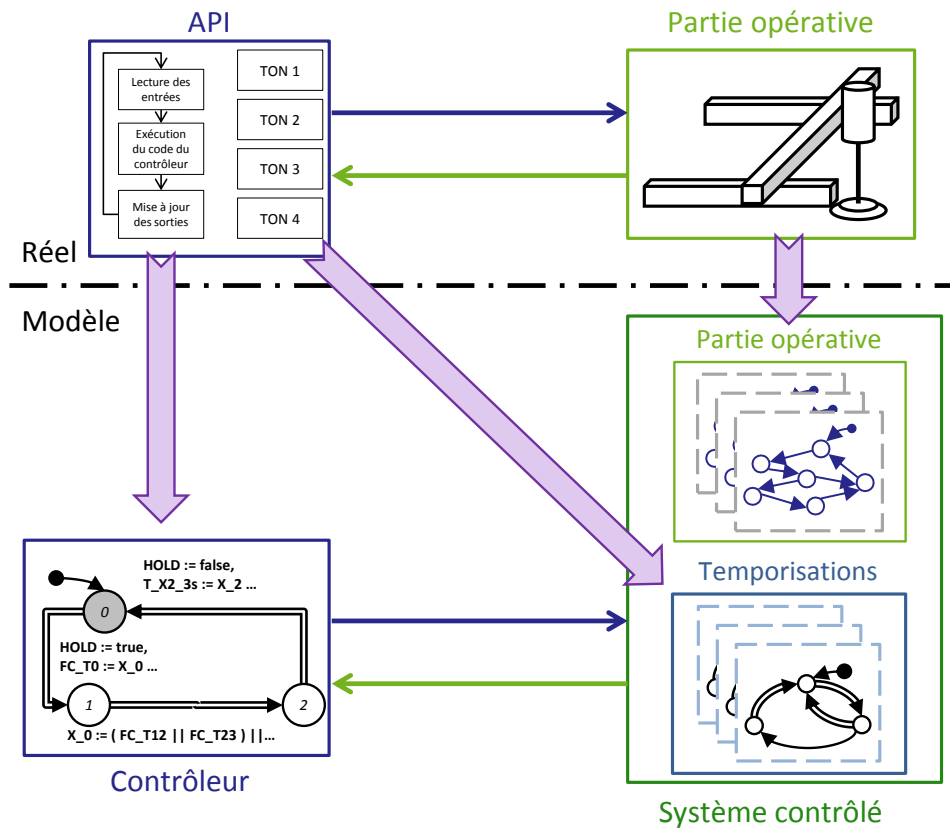 API
Partie opérative
Lecture des
entrées
Exécution
du code du
contrôleur
Mise à jour
des sorties
TON 1
TON 2
TON 3
TON 4
Réel
Modèle
Partie opérative
Temporisations
HOLD := false,
T_X2_3s := X_2 ...
0
HOLD := true,
FC_T0 := X_0 ...
1
2
X_0 := ( FC_T12 || FC_T23 ) ||...
Contrôleur
Système contrôlé